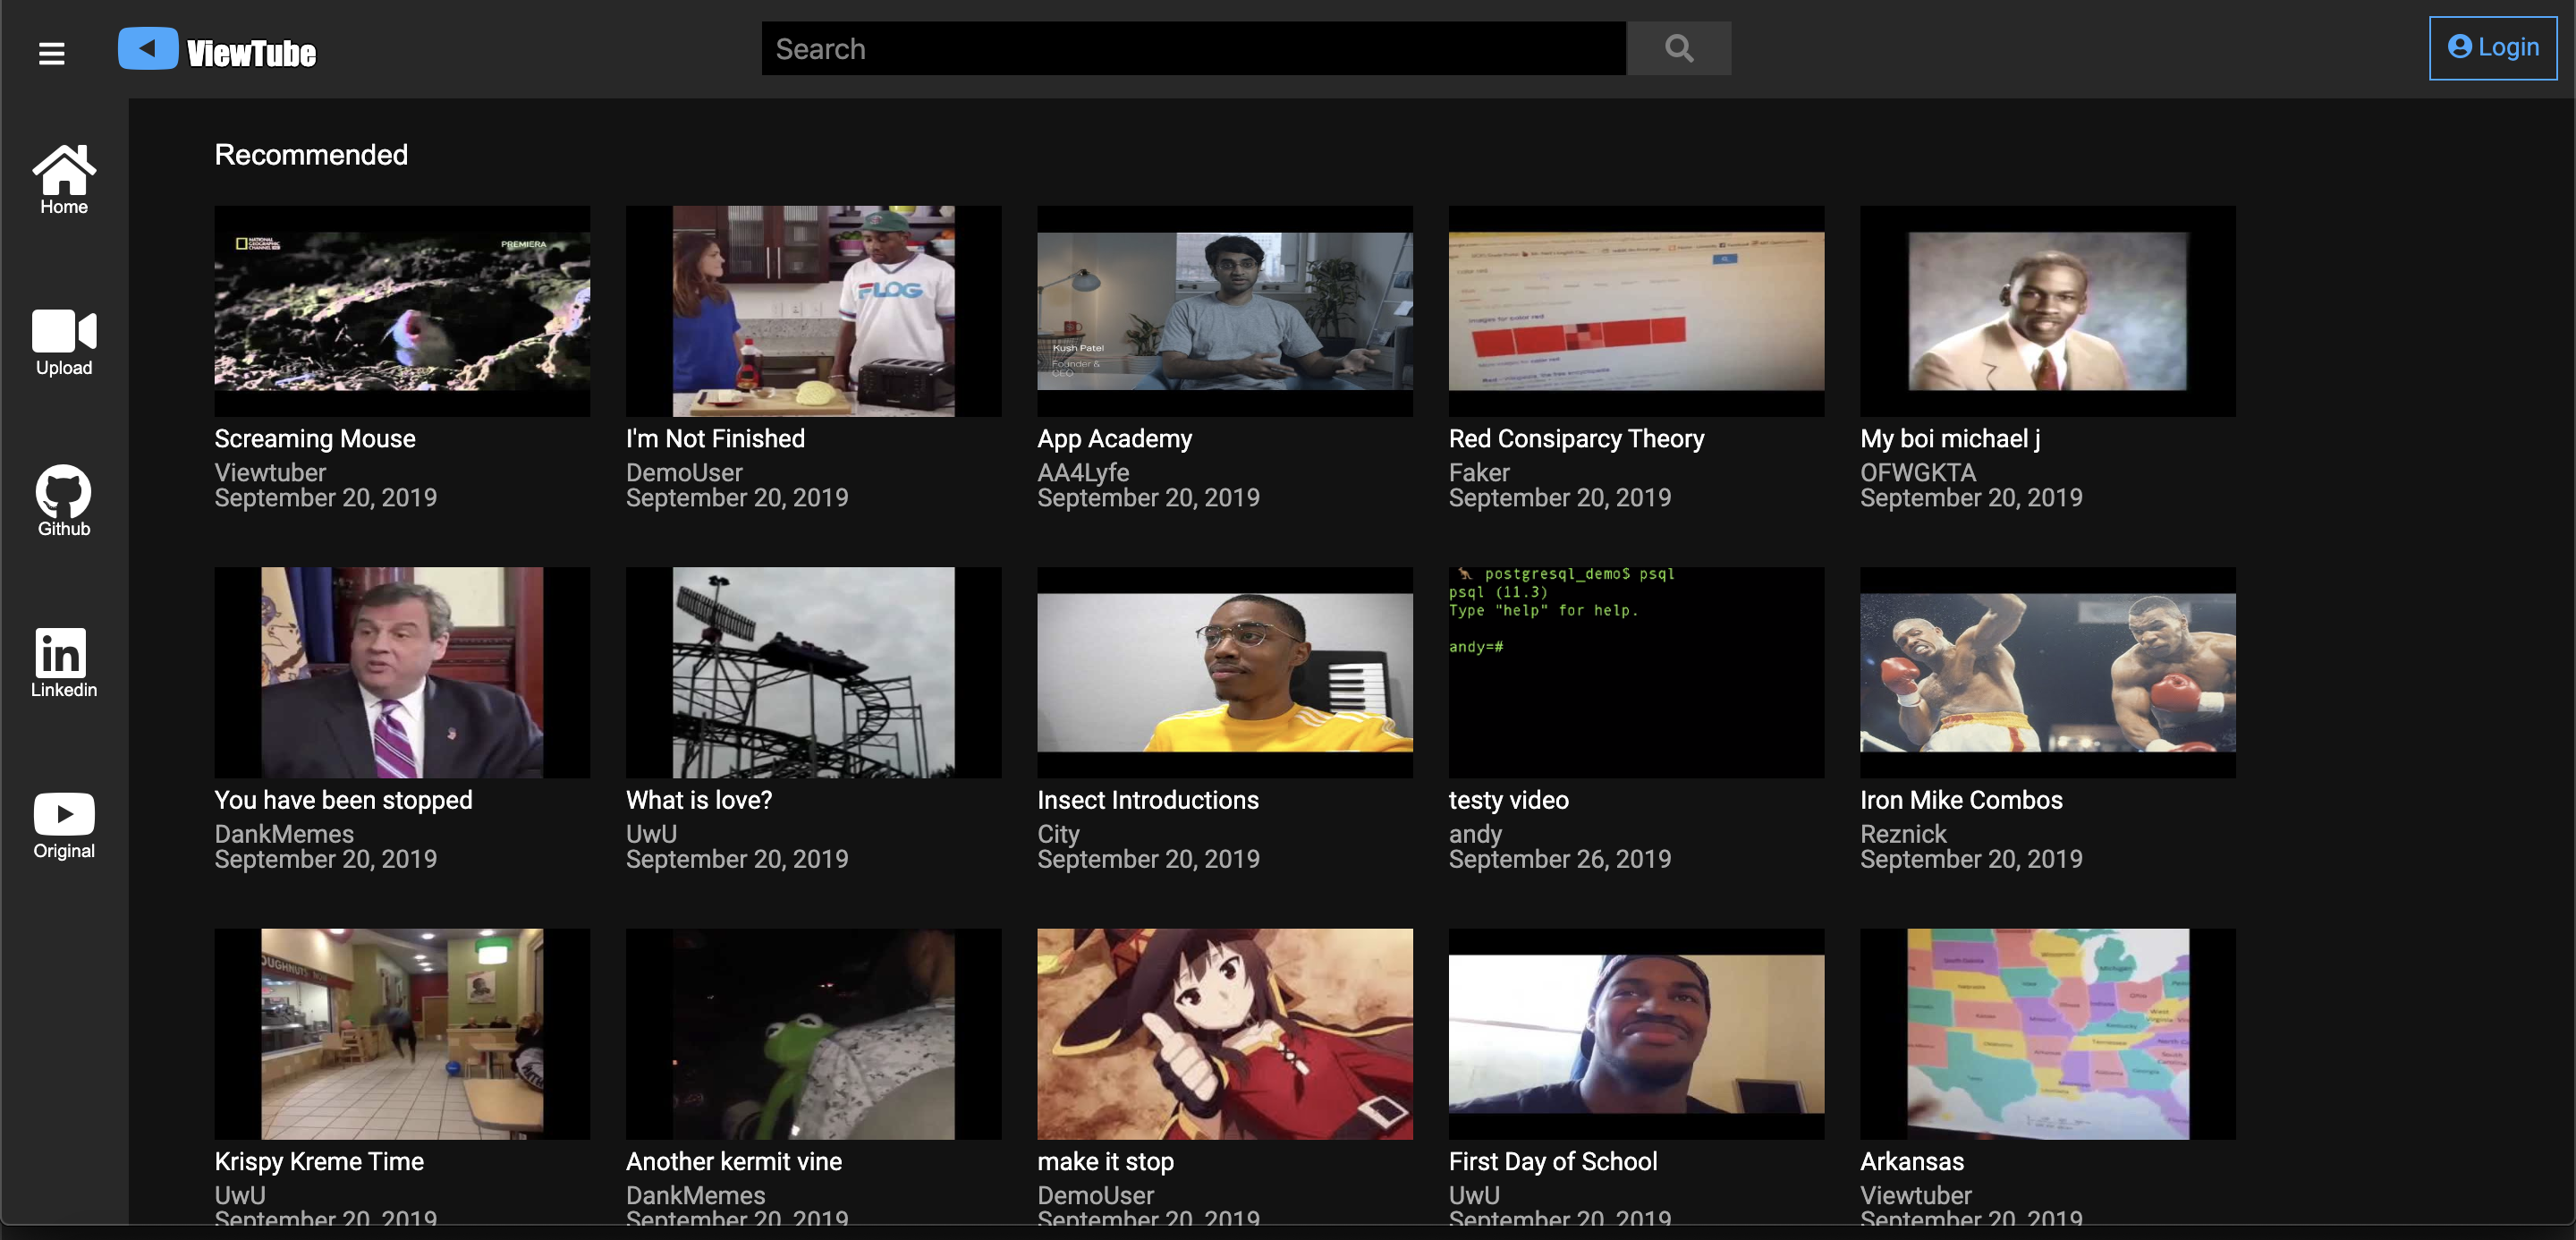 ViewTube
Search
Login
Home
Upload
Github
Linkedin
Original
Recommended
NATIONAL GEOGRAPHIC CHANNEL
PREMIERA
FLOG
Kush Patel
Founder &
CEO
Screaming Mouse
Viewtuber
September 20, 2019
I'm Not Finished
DemoUser
September 20, 2019
App Academy
AA4Lyfe
September 20, 2019
Red Consiparcy Theory
Faker
September 20, 2019
My boi michael j
OFWGKTA
September 20, 2019
postgresql_demo$ psql
psql (11.3)
Type "help" for help.
andy=#
You have been stopped
DankMemes
September 20, 2019
What is love?
UwU
September 20, 2019
Insect Introductions
City
September 20, 2019
testy video
andy
September 26, 2019
Iron Mike Combos
Reznick
September 20, 2019
Krispy Kreme Time
UwU
September 20, 2019
Another kermit vine
DankMemes
September 20, 2019
make it stop
DemoUser
September 20, 2019
First Day of School
UwU
September 20, 2019
Arkansas
Viewtuber
September 20, 2019